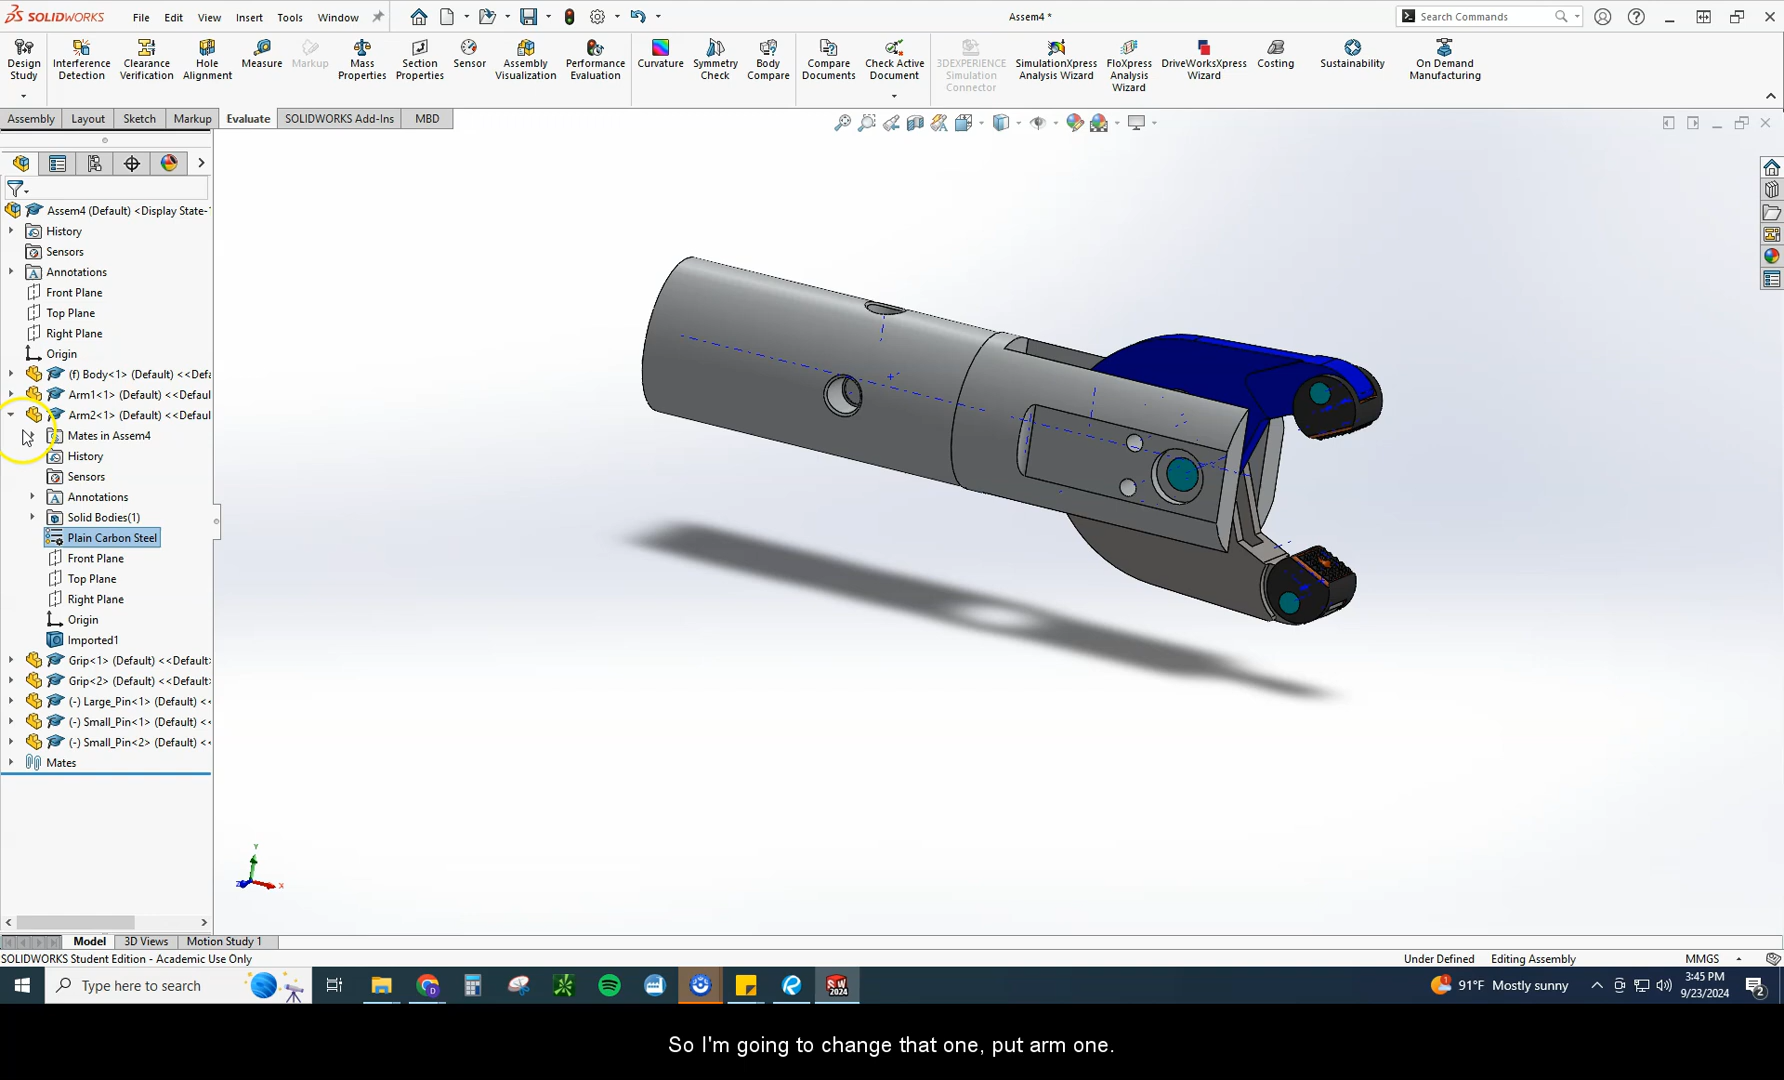 SOLIDWORKS File Edit View Insert Tools Window Assem4 * Search Commands
Design Study
Interference Detection
Clearance Verification
Hole Alignment
Measure
Markup
Mass Properties
Section Properties
Sensor
Assembly Visualization
Performance Evaluation
Curvature
Symmetry Check
Body Compare
Compare Documents
Check Active Document
3DEXPERIENCE Simulation Connector
SimulationXpress Analysis Wizard
FloXpress Analysis Wizard
DriveWorksXpress Wizard
Costing
Sustainability
On Demand Manufacturing
Assembly Layout Sketch Markup Evaluate SOLIDWORKS Add-Ins MBD
Assem4 (Default) <Display State-
History
Sensors
Annotations
Front Plane
Top Plane
Right Plane
Origin
(f) Body<1> (Default) <<Defa
Arm1<1> (Default) <<Defaul
Arm2<1> (Default) <<Defaul
Mates in Assem4
History
Sensors
Annotations
Solid Bodies(1)
Plain Carbon Steel
Front Plane
Top Plane
Right Plane
Origin
Imported1
Grip<1> (Default) <<Default
Grip<2> (Default) <<Default
(-) Large_Pin<1> (Default) <<
(-) Small_Pin<1> (Default) <<
(-) Small_Pin<2> (Default) <<
Mates
Y
X
Z
Model 3D Views Motion Study 1
SOLIDWORKS Student Edition - Academic Use Only Under Defined Editing Assembly MMGS
Type here to search 91°F Mostly sunny 3:45 PM
9/23/2024
So I'm going to change that one, put arm one.